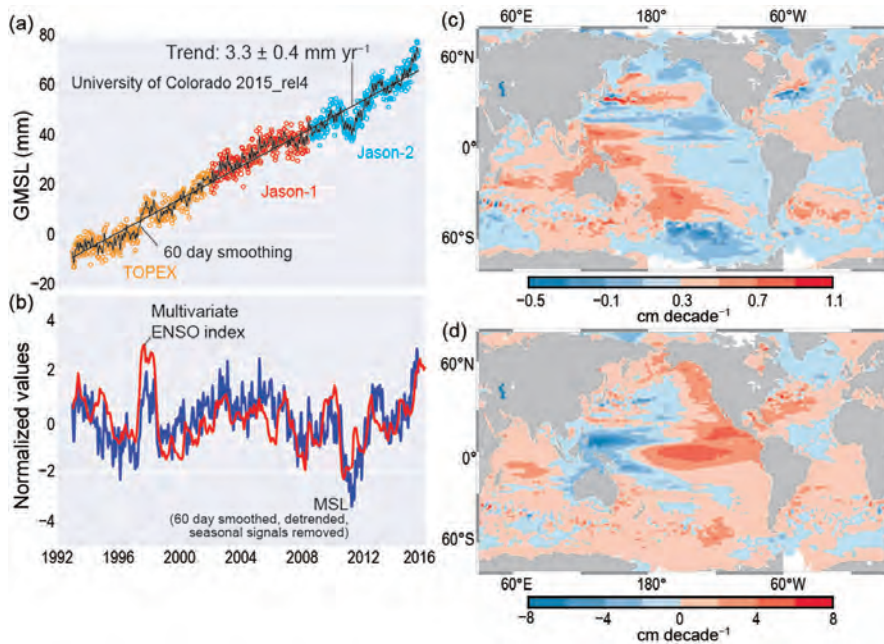 (a)
80
60
40
20
0
−20
GMSL (mm)
Trend: 3.3 ± 0.4 mm yr⁻¹
University of Colorado 2015_rel4
Jason-2
Jason-1
60 day smoothing
TOPEX
(b)
4
2
0
−2
−4
Normalized values
Multivariate
ENSO index
MSL
(60 day smoothed, detrended,
seasonal signals removed)
1992 1996 2000 2004 2008 2012 2016
(c)
60°E 180° 60°W
60°N
0°
60°S
−0.5 −0.1 0.3 0.7 1.1
cm decade⁻¹
(d)
60°N
0°
60°S
60°E 180° 60°W
−8 −4 0 4 8
cm decade⁻¹